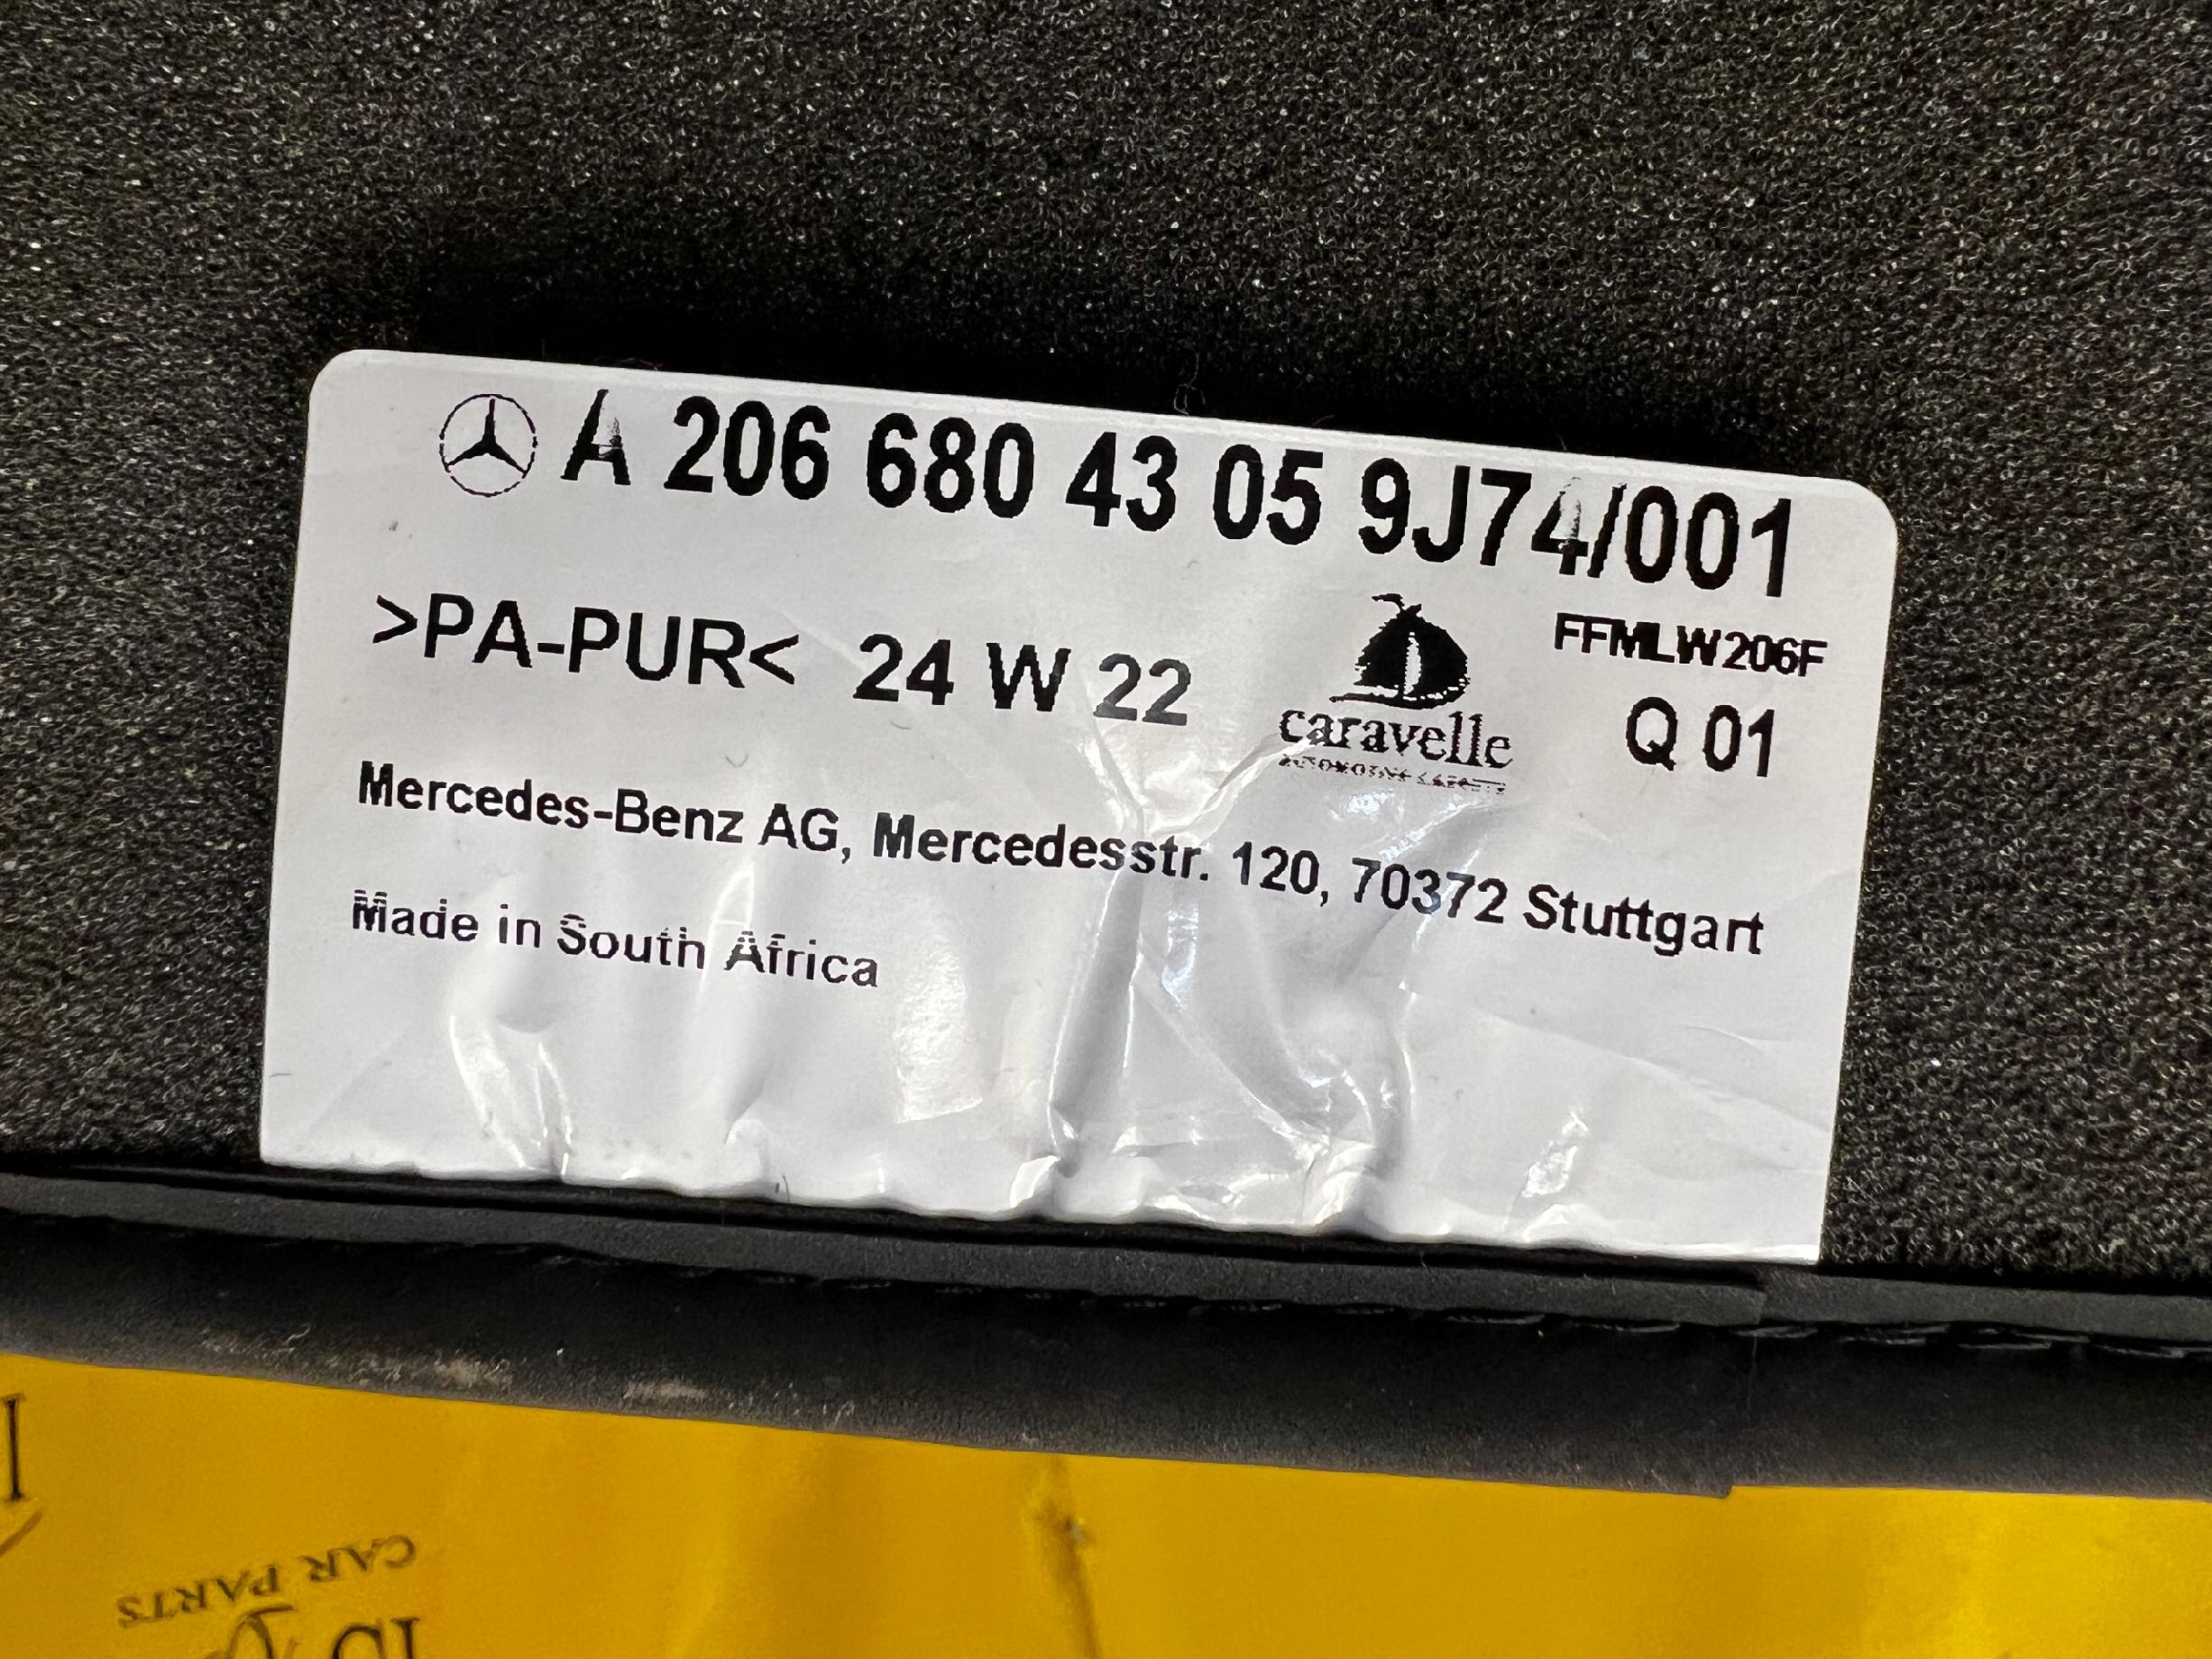 A 206 680 43 05 9J74/001
>PA-PUR< 24 W 22
FFMLW206F
caravelle
Q 01
Mercedes-Benz AG, Mercedesstr. 120, 70372 Stuttgart
Made in South Africa
CAR PARTS